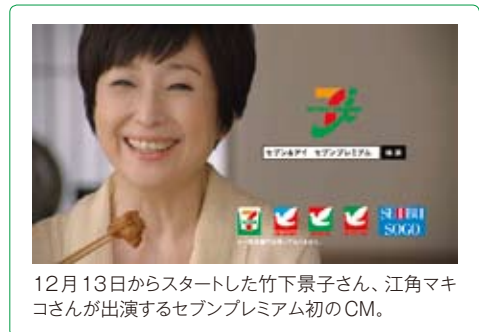 セブン&アイ セブンプレミアム 検索
SEIBU
SOGO
12月13日からスタートした竹下景子さん、江角マキ
コさんが出演するセブンプレミアム初のCM。